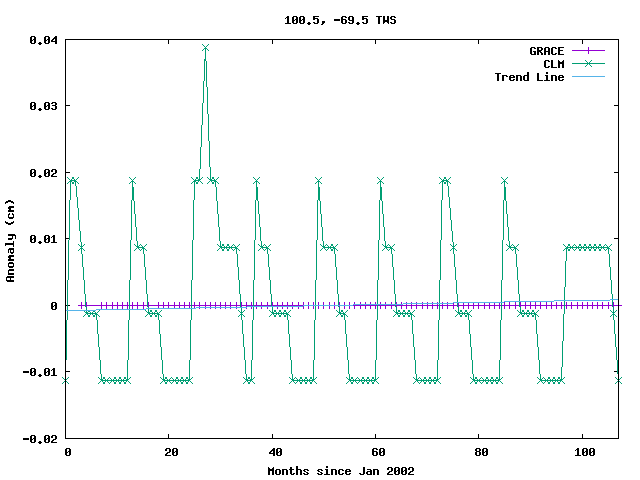 100.5, -69.5 TWS
GRACE
CLM
Trend Line
0.04
0.03
0.02
0.01
0
-0.01
-0.02
Anomaly (cm)
0 20 40 60 80 100
Months since Jan 2002